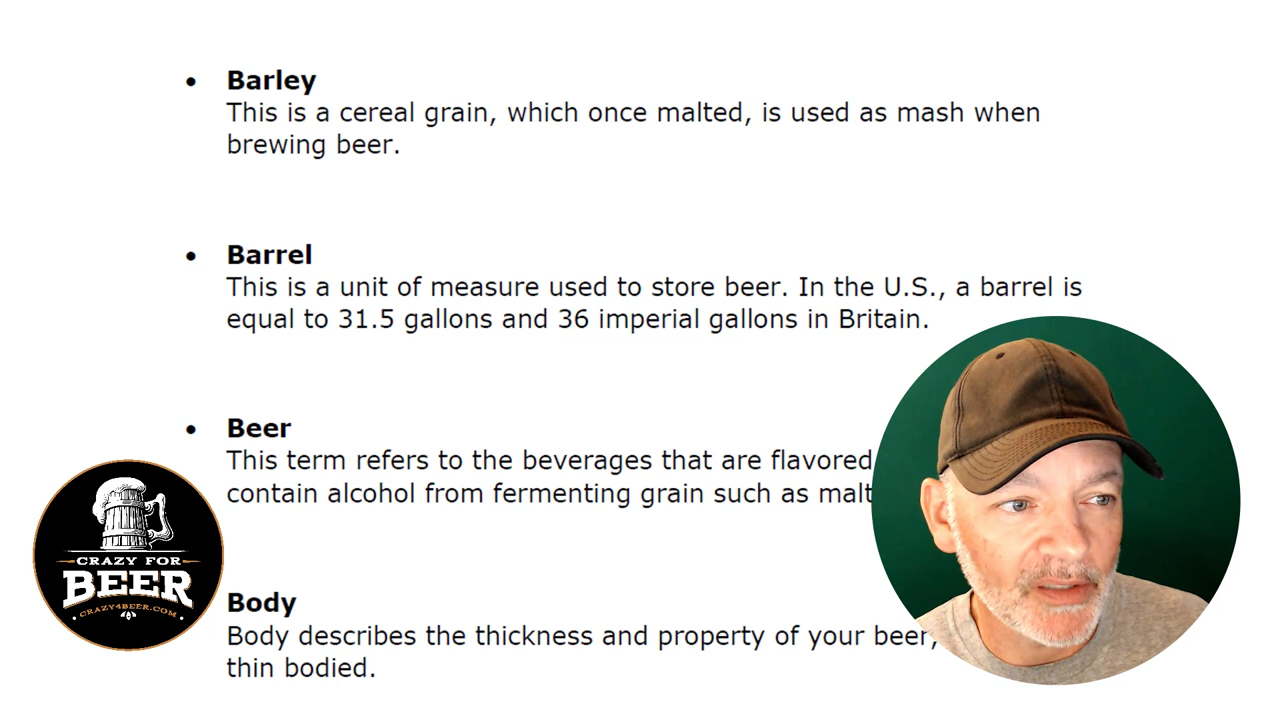 • Barley
This is a cereal grain, which once malted, is used as mash when
brewing beer.
• Barrel
This is a unit of measure used to store beer. In the U.S., a barrel is
equal to 31.5 gallons and 36 imperial gallons in Britain.
• Beer
This term refers to the beverages that are flavored
contain alcohol from fermenting grain such as malt
Body
Body describes the thickness and property of your beer,
thin bodied.
CRAZY FOR
BEER
• CRAZY4BEER.COM •